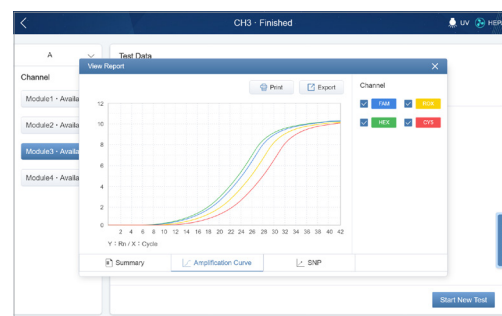 CH3 · Finished
UV
HEP
A
Test Data
View Report
Channel
Module1 · Availa
Module2 · Availa
Module3 · Availa
Module4 · Availa
Print
Export
Channel
FAM
ROX
HEX
CY5
12
10
8
6
4
2
0
2 4 6 8 10 12 14 16 18 20 22 24 26 28 30 32 34 36 38 40 42
Y : Rn / X : Cycle
Summary
Amplification Curve
SNP
Start New Test